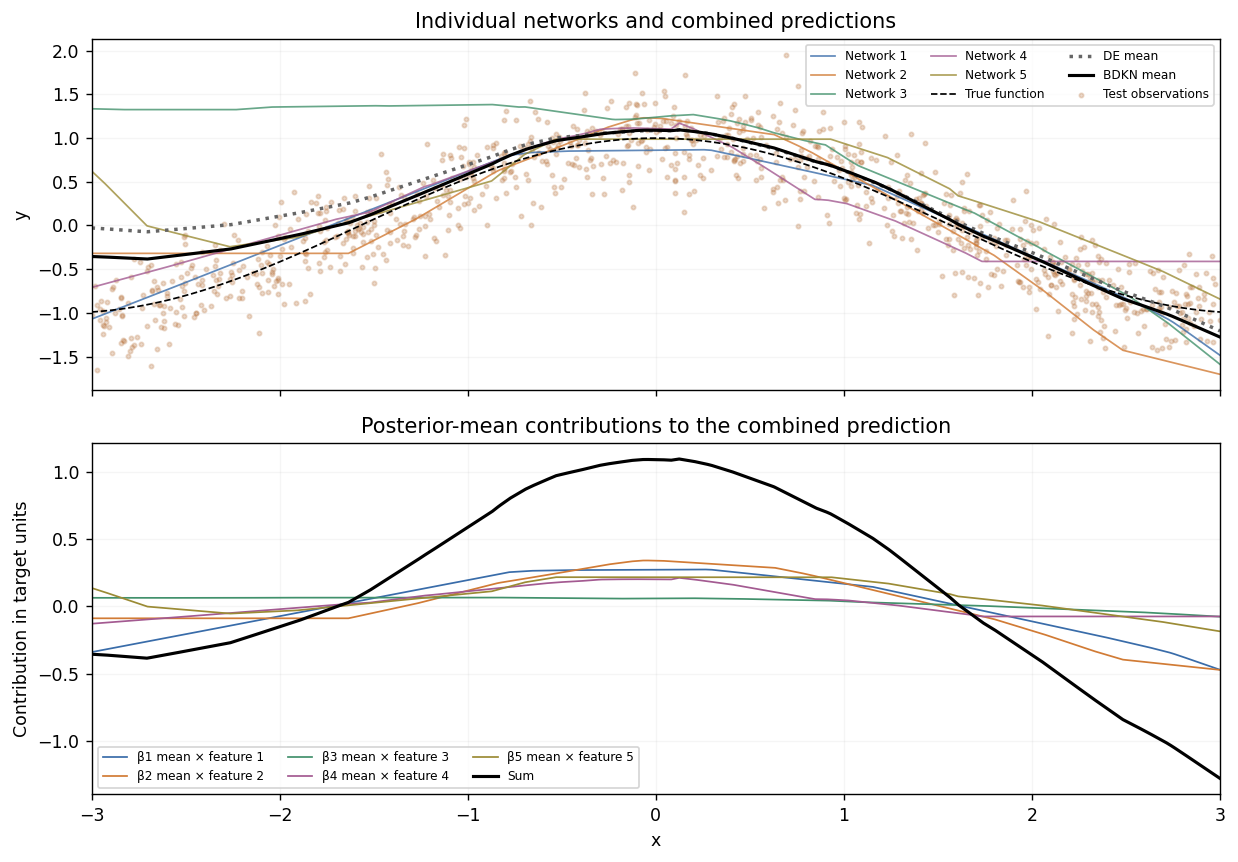 Individual networks and combined predictions
Network 1
Network 2
Network 3
Network 4
Network 5
True function
DE mean
BDKN mean
Test observations
2.0
1.5
1.0
0.5
0.0
−0.5
−1.0
−1.5
y
Posterior-mean contributions to the combined prediction
1.0
0.5
0.0
−0.5
−1.0
Contribution in target units
β1 mean × feature 1
β2 mean × feature 2
β3 mean × feature 3
β4 mean × feature 4
β5 mean × feature 5
Sum
−3
−2
−1
0
1
2
3
x